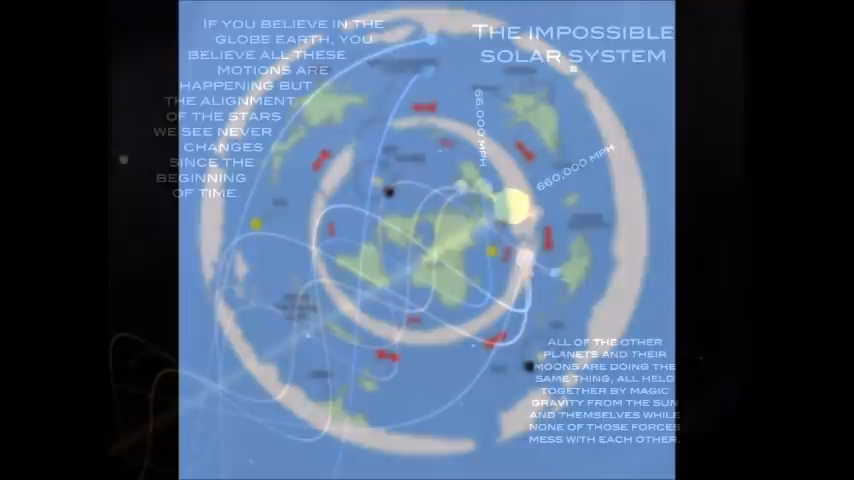 IF YOU BELIEVE IN THE
GLOBE EARTH, YOU
BELIEVE ALL THESE
MOTIONS ARE
HAPPENING BUT
THE ALIGNMENT
OF THE STARS
WE SEE NEVER
CHANGES
SINCE THE
BEGINNING
OF TIME.
THE IMPOSSIBLE
SOLAR SYSTEM
66,000 MPH
660,000 MPH
ALL OF THE OTHER
PLANETS AND THEIR
MOONS ARE DOING THE
SAME THING, ALL HELD
TOGETHER BY MAGIC
GRAVITY FROM THE SUN
AND THEMSELVES WHILE
NONE OF THOSE FORCES
MESS WITH EACH OTHER.